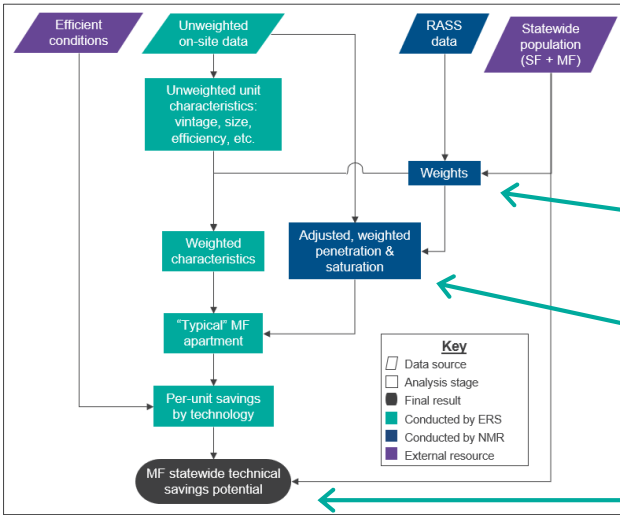 Efficient
conditions
Unweighted
on-site data
RASS
data
Statewide
population
(SF + MF)
Unweighted unit
characteristics:
vintage, size,
efficiency, etc.
Weights
Weighted
characteristics
Adjusted, weighted
penetration &
saturation
"Typical" MF
apartment
Per-unit savings
by technology
MF statewide technical
savings potential
Key
Data source
Analysis stage
Final result
Conducted by ERS
Conducted by NMR
External resource